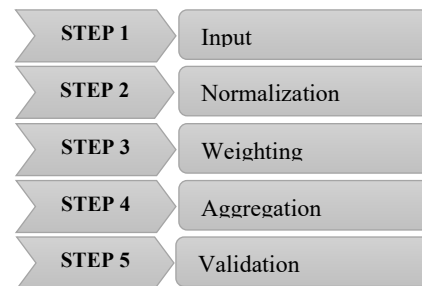 STEP 1 Input
STEP 2 Normalization
STEP 3 Weighting
STEP 4 Aggregation
STEP 5 Validation